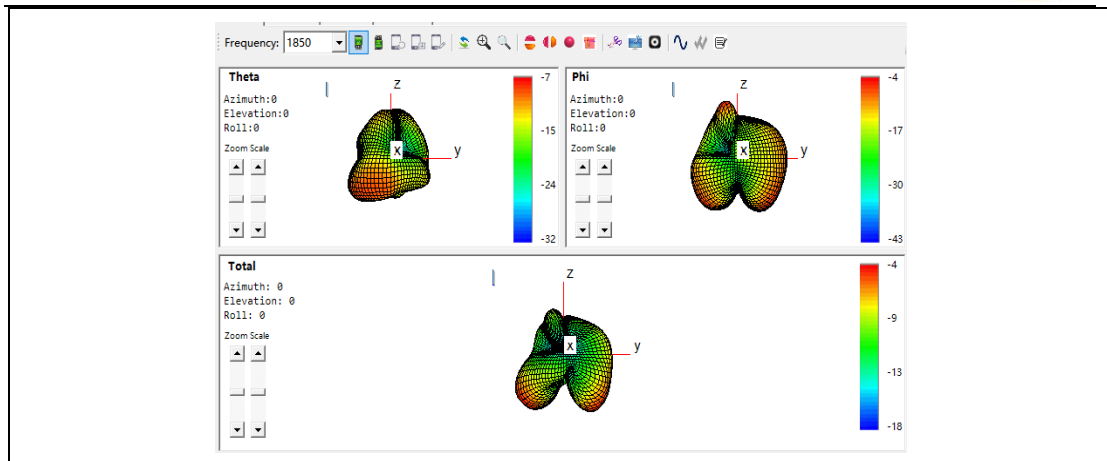 Frequency: 1850
Theta
Azimuth:0
Elevation:0
Roll:0
Zoom Scale
Z
X
y
-7
-15
-24
-32
Phi
Azimuth:0
Elevation:0
Roll:0
Zoom Scale
Z
X
y
-4
-17
-30
-43
Total
Azimuth: 0
Elevation: 0
Roll: 0
Zoom Scale
Z
X
y
-4
-9
-13
-18